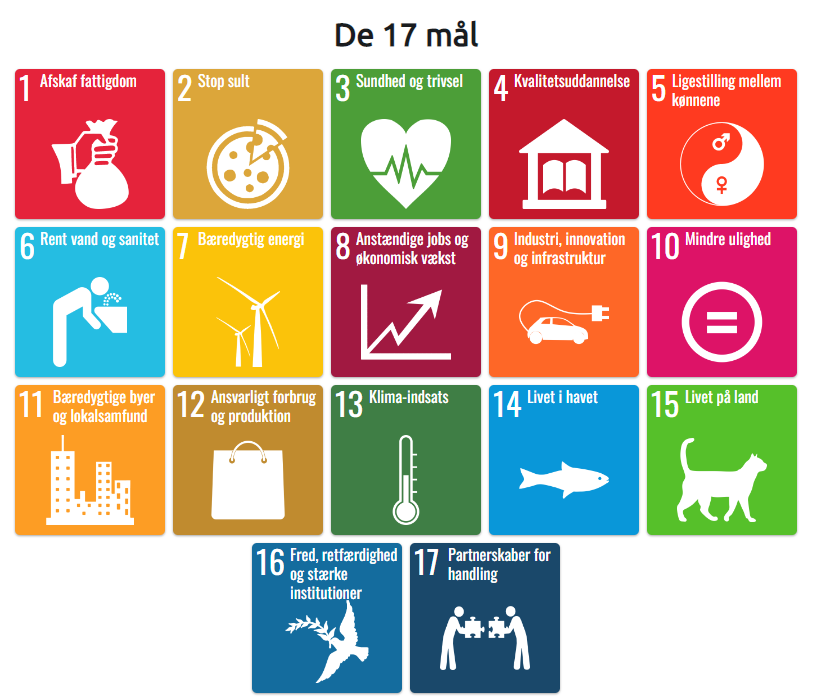 De 17 mål
1 Afskaf fattigdom
2 Stop sult
3 Sundhed og trivsel
4 Kvalitetsuddannelse
5 Ligestilling mellem
kønnene
6 Rent vand og sanitet
7 Bæredygtig energi
8 Anstændige jobs og
økonomisk vækst
9 Industri, innovation
og infrastruktur
10 Mindre ulighed
11 Bæredygtige byer
og lokalsamfund
12 Ansvarligt forbrug
og produktion
13 Klima-indsats
14 Livet i havet
15 Livet på land
16 Fred, retfærdighed
og stærke
institutioner
17 Partnerskaber for
handling